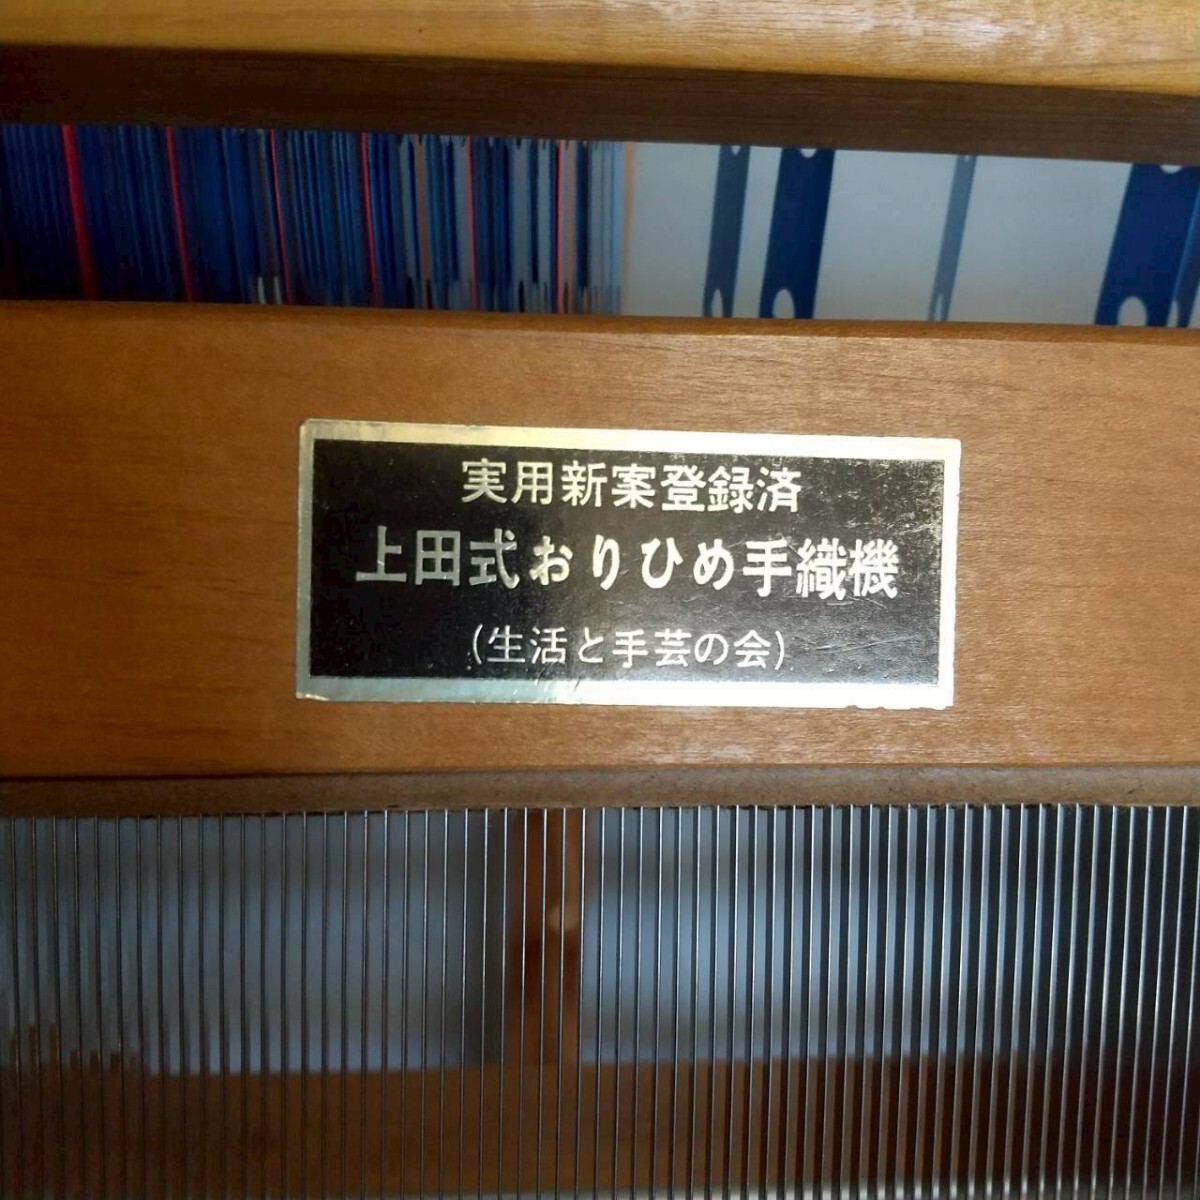 実用新案登録済
上田式おりひめ手織機
(生活と手芸の会)